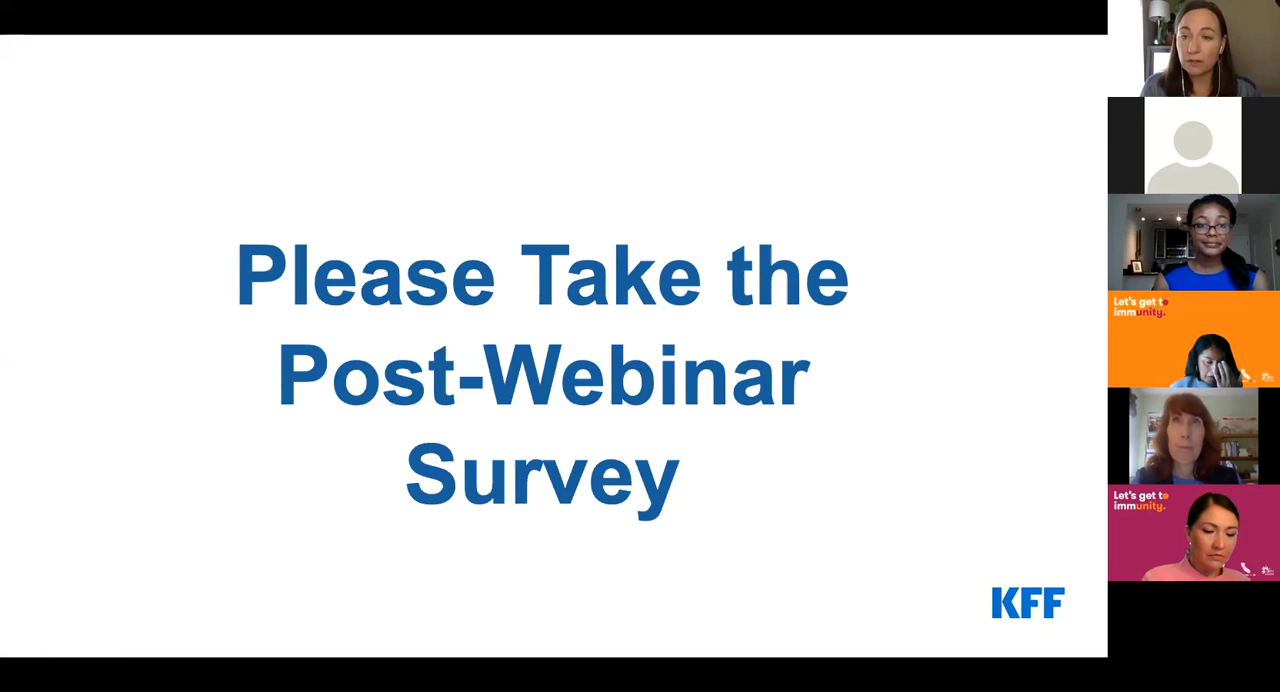 Please Take the
Post-Webinar
Survey
KFF
Let's get to
immunity.
Let's get to
immunity.